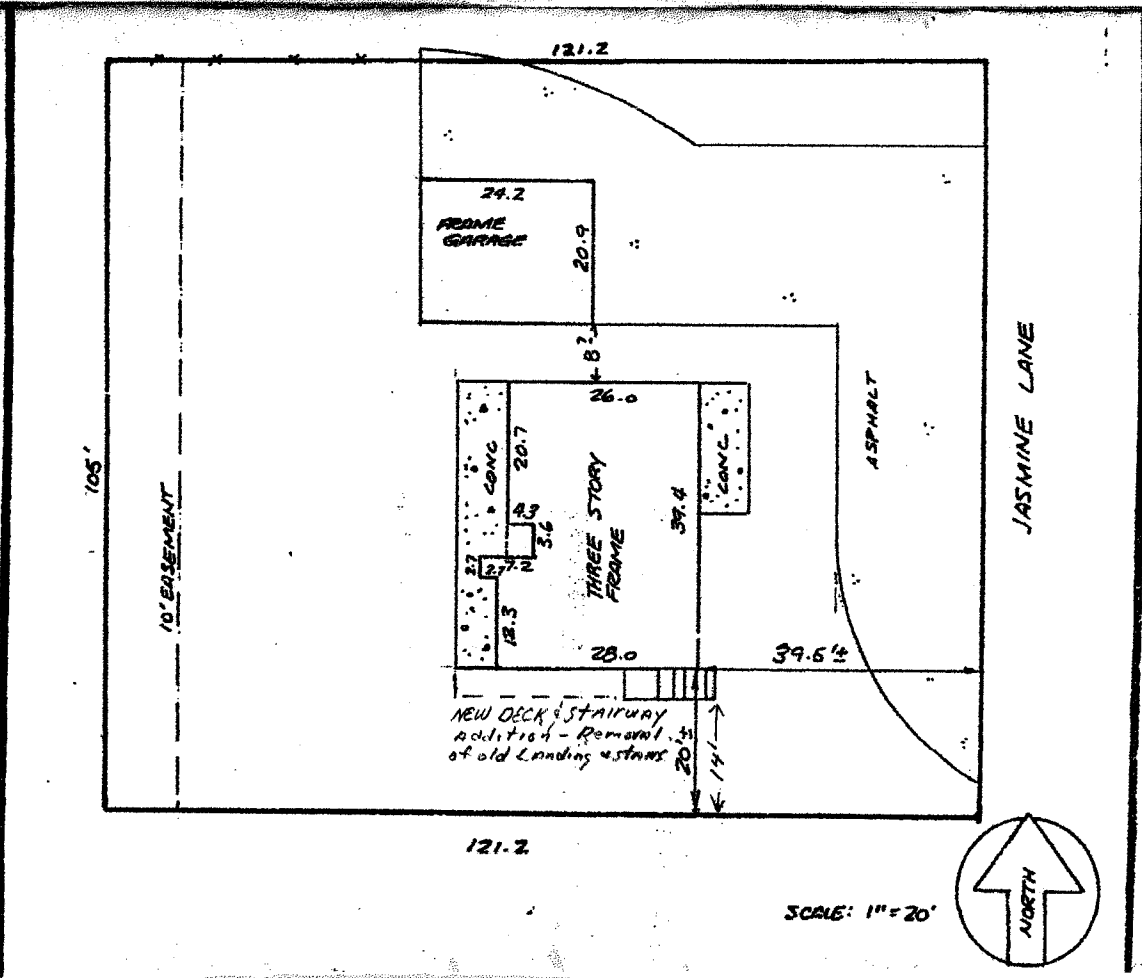 121.2
24.2
FRAME
GARAGE
20.9
8'
26.0
CONC
20.7
4.3
3.6
2.7
2.7
7.2
12.3
THREE STORY
FRAME
39.4
CONC
ASPHALT
JASMINE LANE
105'
10' EASEMENT
28.0
39.6'±
NEW DECK & STAIRWAY
Addition - Removal
of old Landing & stairs
20'±
14'
121.2
SCALE: 1" = 20'
NORTH